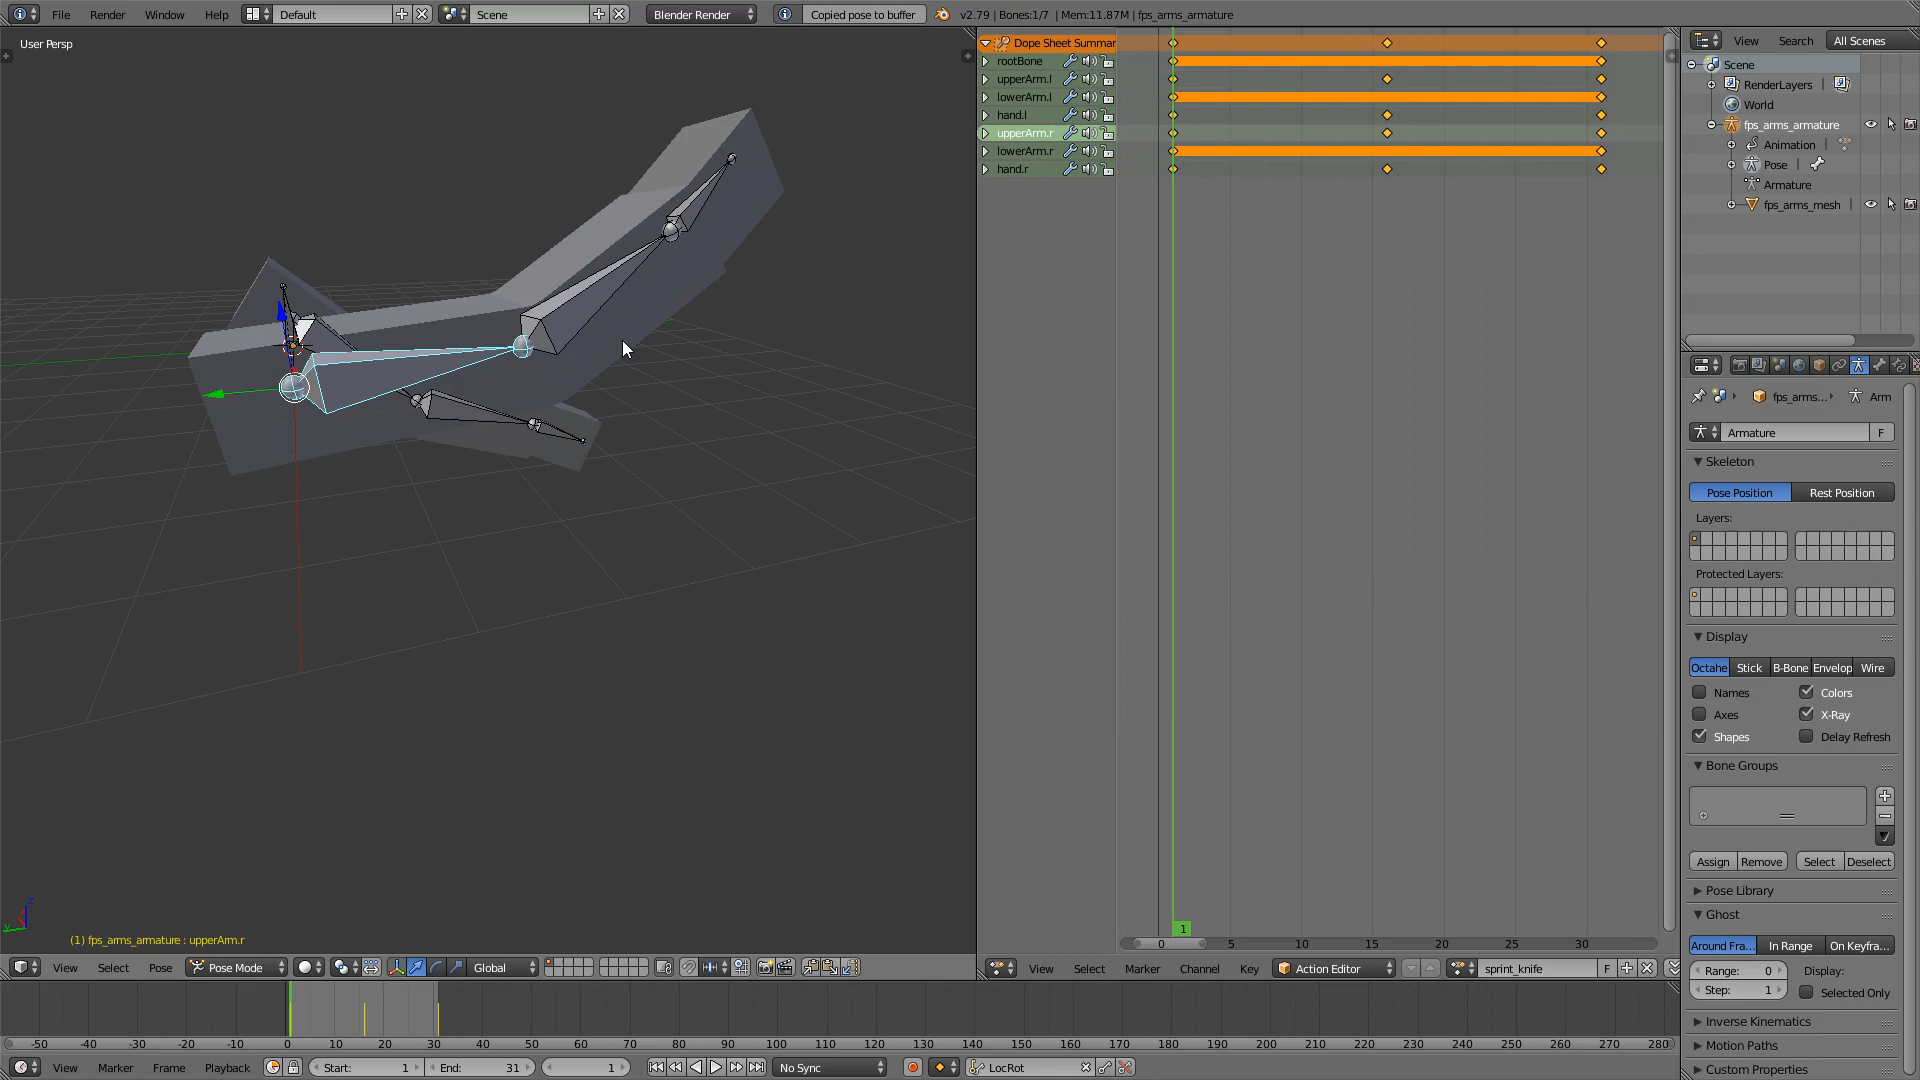 File Render Window Help Default Scene Blender Render Copied pose to buffer v2.79 | Bones:1/7 | Mem:11.87M | fps_arms_armature
User Persp
Dope Sheet Summar
rootBone
upperArm.l
lowerArm.l
hand.l
upperArm.r
lowerArm.r
hand.r
View Search All Scenes
Scene
RenderLayers
World
fps_arms_armature
Animation
Pose
Armature
fps_arms_mesh
fps_arms... Arm
Armature F
Skeleton
Pose Position Rest Position
Layers:
Protected Layers:
Display
Octahe Stick B-Bone Envelop Wire
Names Colors
Axes X-Ray
Shapes Delay Refresh
Bone Groups
Assign Remove Select Deselect
Pose Library
Ghost
Around Fra... In Range On Keyfra...
Range: 0 Display:
Step: 1 Selected Only
Inverse Kinematics
Motion Paths
Custom Properties
z
y
(1) fps_arms_armature : upperArm.r
1
0 5 10 15 20 25 30
View Select Pose Pose Mode Global
View Select Marker Channel Key Action Editor sprint_knife F
-50 -40 -30 -20 -10 0 10 20 30 40 50 60 70 80 90 100 110 120 130 140 150 160 170 180 190 200 210 220 230 240 250 260 270 280
View Marker Frame Playback Start: 1 End: 31 1 No Sync LocRot